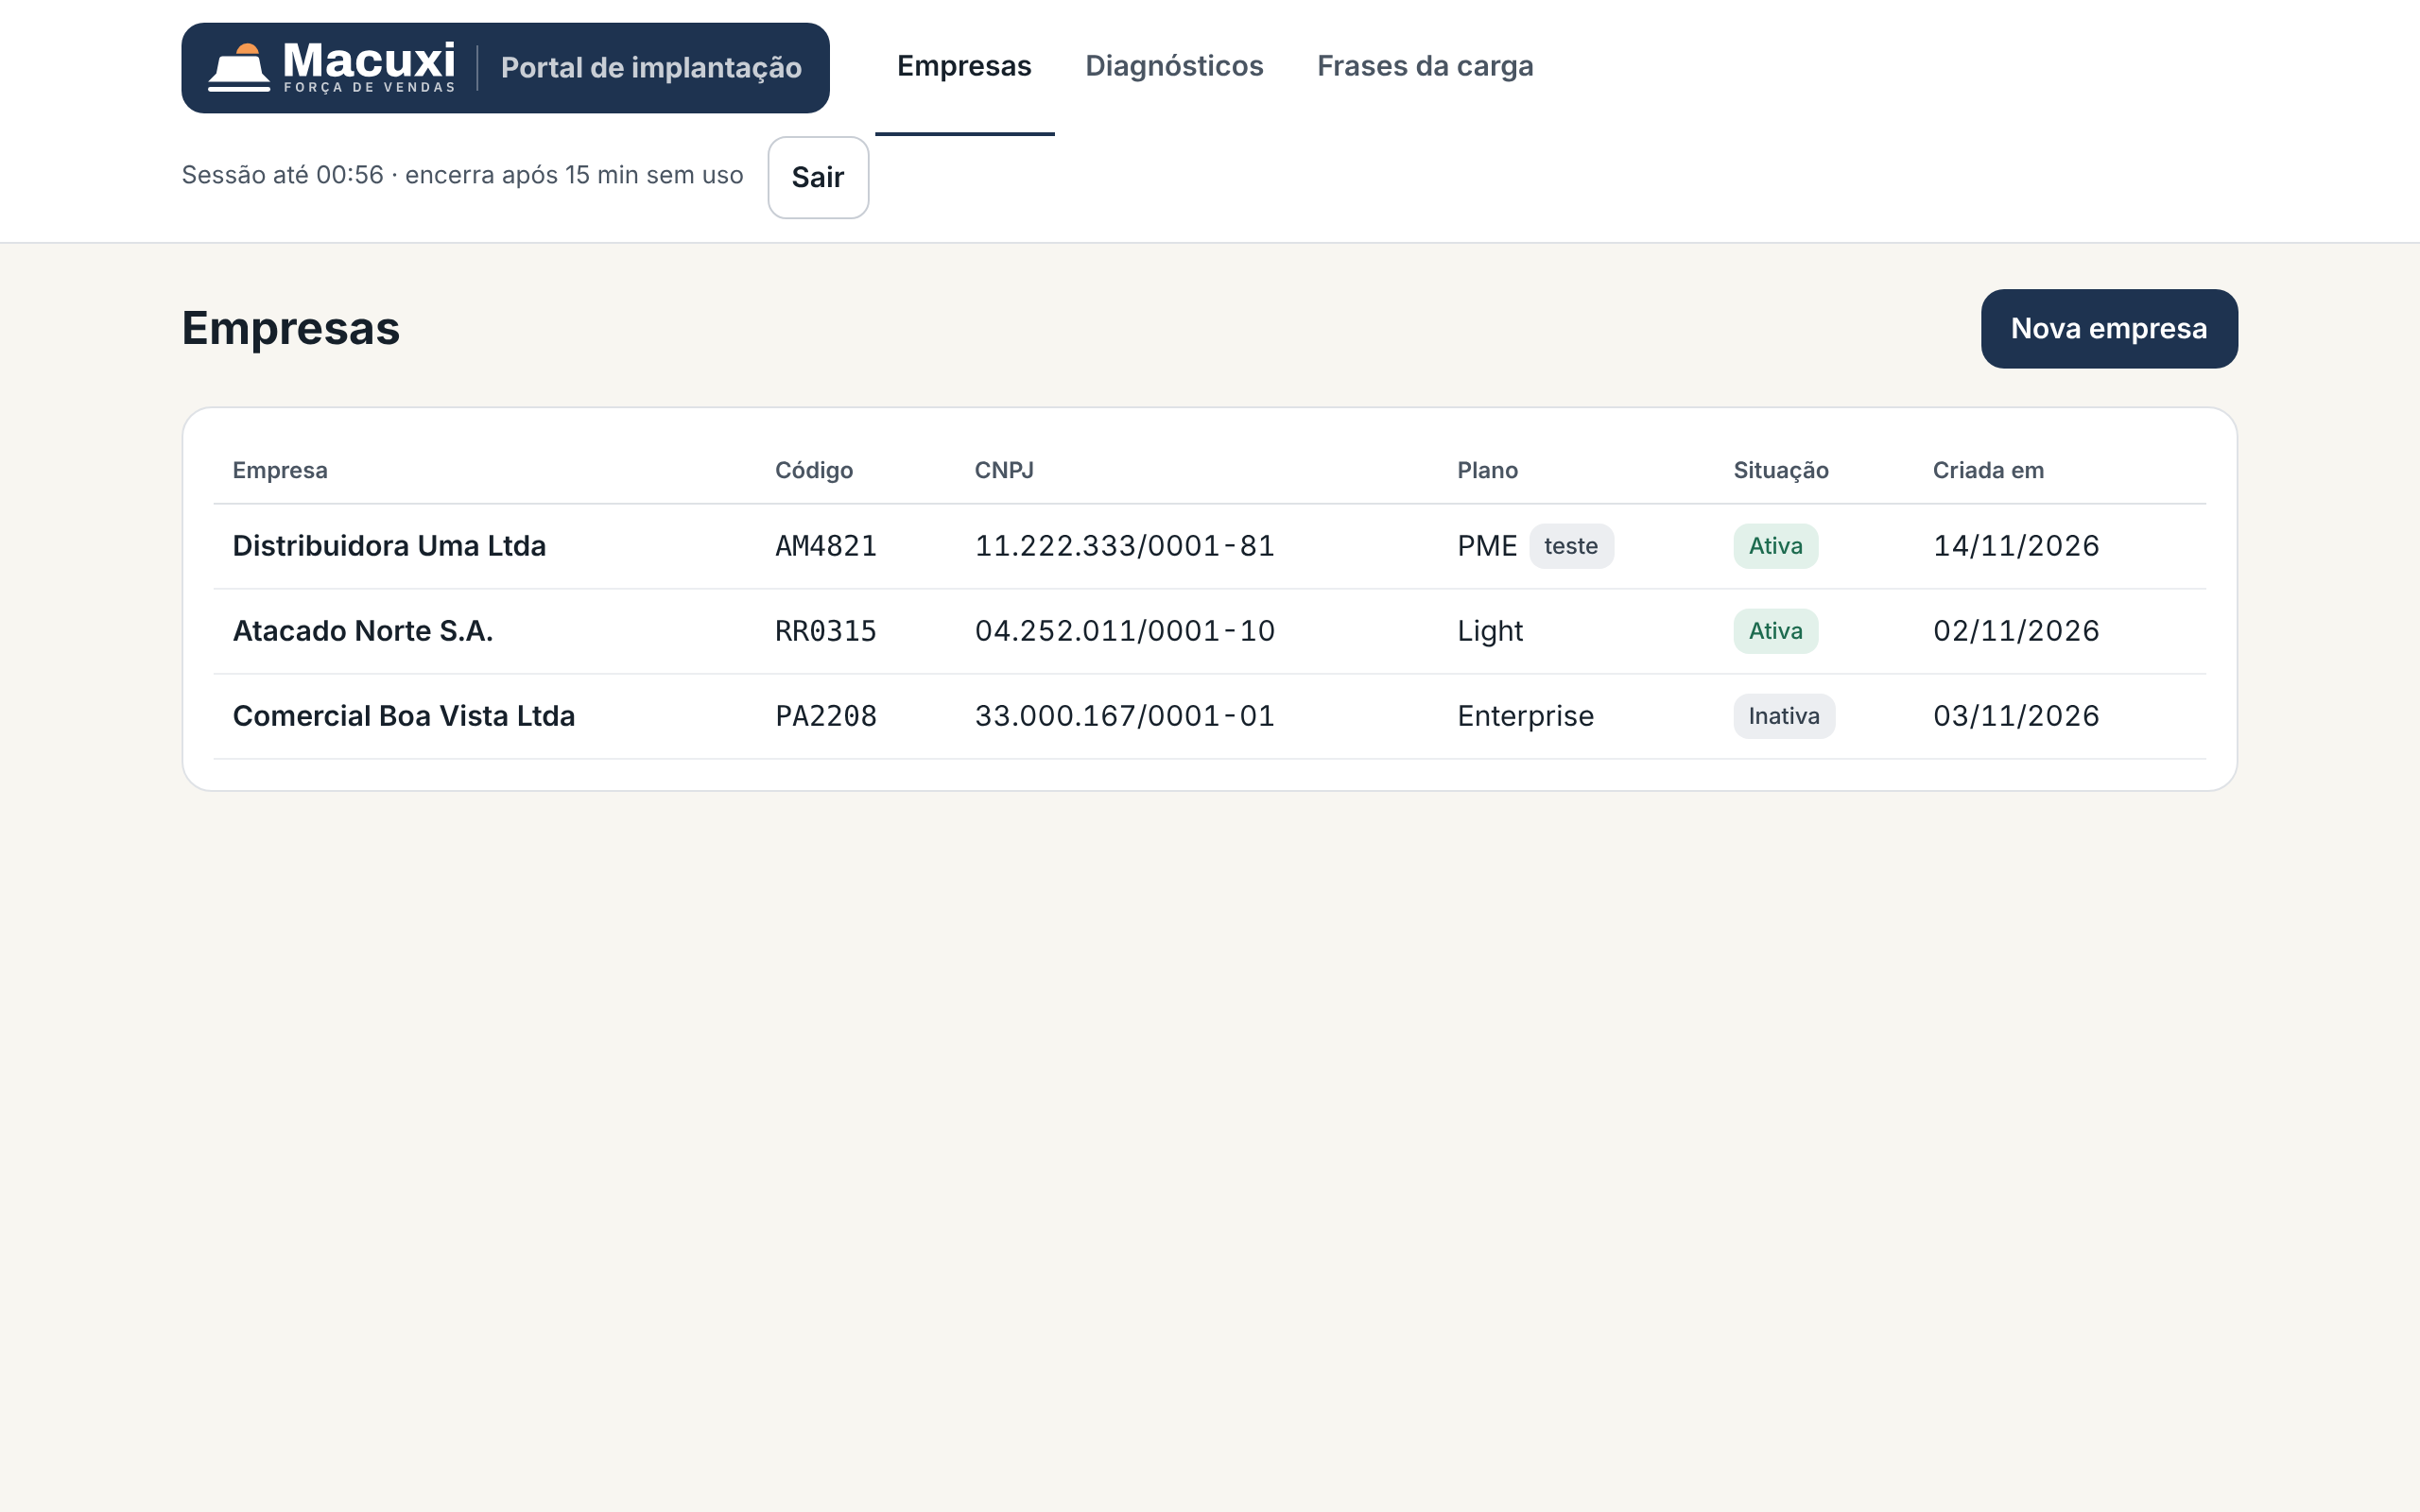 Macuxi
FORÇA DE VENDAS
Portal de implantação
Empresas Diagnósticos Frases da carga
Sessão até 00:56 · encerra após 15 min sem uso Sair
Empresas Nova empresa
Empresa Código CNPJ Plano Situação Criada em
Distribuidora Uma Ltda AM4821 11.222.333/0001-81 PME teste Ativa 14/11/2026
Atacado Norte S.A. RR0315 04.252.011/0001-10 Light Ativa 02/11/2026
Comercial Boa Vista Ltda PA2208 33.000.167/0001-01 Enterprise Inativa 03/11/2026